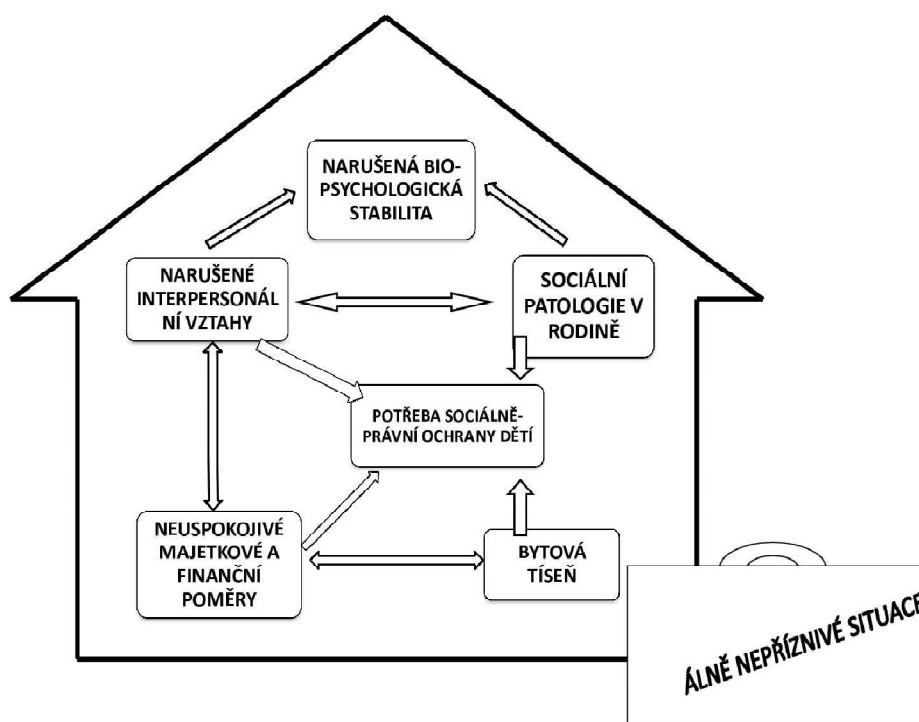 NARUŠENÁ BIO-
PSYCHOLOGICKÁ
STABILITA
NARUŠENÉ
INTERPERSONÁL
NÍ VZTAHY
SOCIÁLNÍ
PATOLOGIE V
RODINĚ
POTŘEBA SOCIÁLNĚ-
PRÁVNÍ OCHRANY DĚTÍ
NEUSPOKOJIVÉ
MAJETKOVÉ A
FINANČNÍ
POMĚRY
BYTOVÁ
TÍSEŇ
ÁLNĚ NEPŘÍZNIVÉ SITUACE